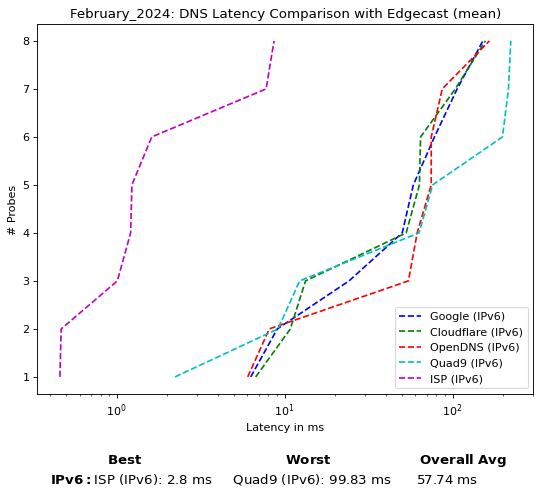 February_2024: DNS Latency Comparison with Edgecast (mean)
8
7
6
5
4
3
2
1
# Probes
Google (IPv6)
Cloudflare (IPv6)
OpenDNS (IPv6)
Quad9 (IPv6)
ISP (IPv6)
10⁰ 10¹ 10²
Latency in ms
Best Worst Overall Avg
IPv6: ISP (IPv6): 2.8 ms Quad9 (IPv6): 99.83 ms 57.74 ms